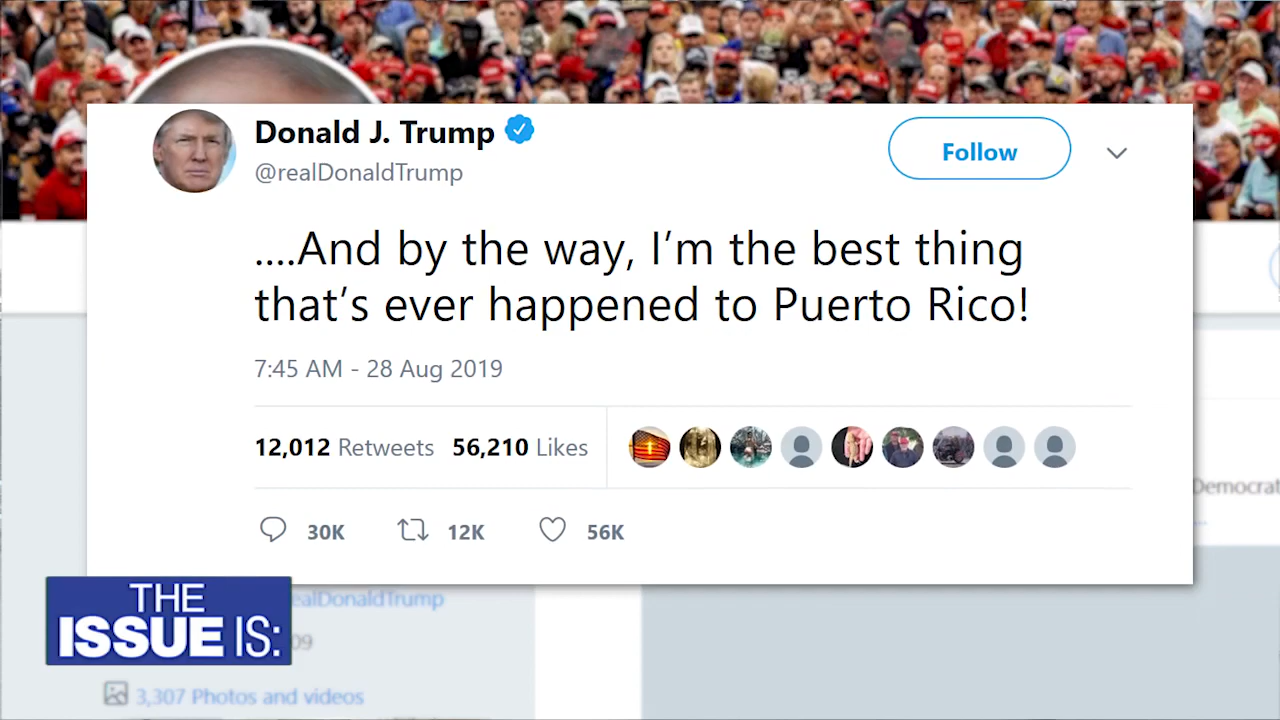 Donald J. Trump
@realDonaldTrump
Follow
....And by the way, I'm the best thing
that's ever happened to Puerto Rico!
7:45 AM - 28 Aug 2019
12,012 Retweets 56,210 Likes
30K 12K 56K
Democrat
THE
ISSUE IS:
ealDonaldTrump
09
3,307 Photos and videos